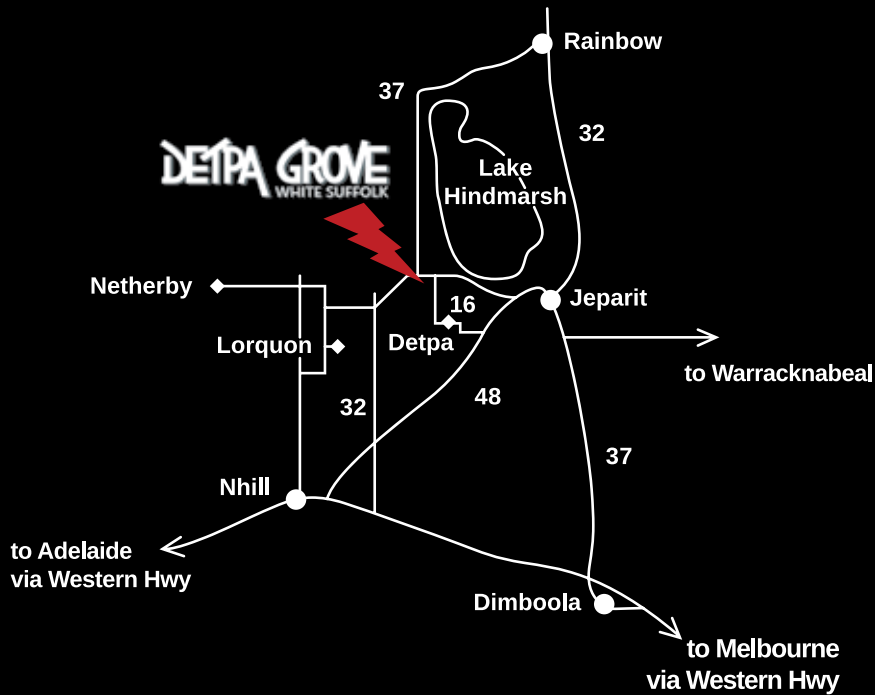 Rainbow
37
32
DETPA GROVE
WHITE SUFFOLK
Lake
Hindmarsh
Netherby
Jeparit
16
Lorquon
Detpa
to Warracknabeal
32
48
37
Nhill
to Adelaide
via Western Hwy
Dimboola
to Melbourne
via Western Hwy